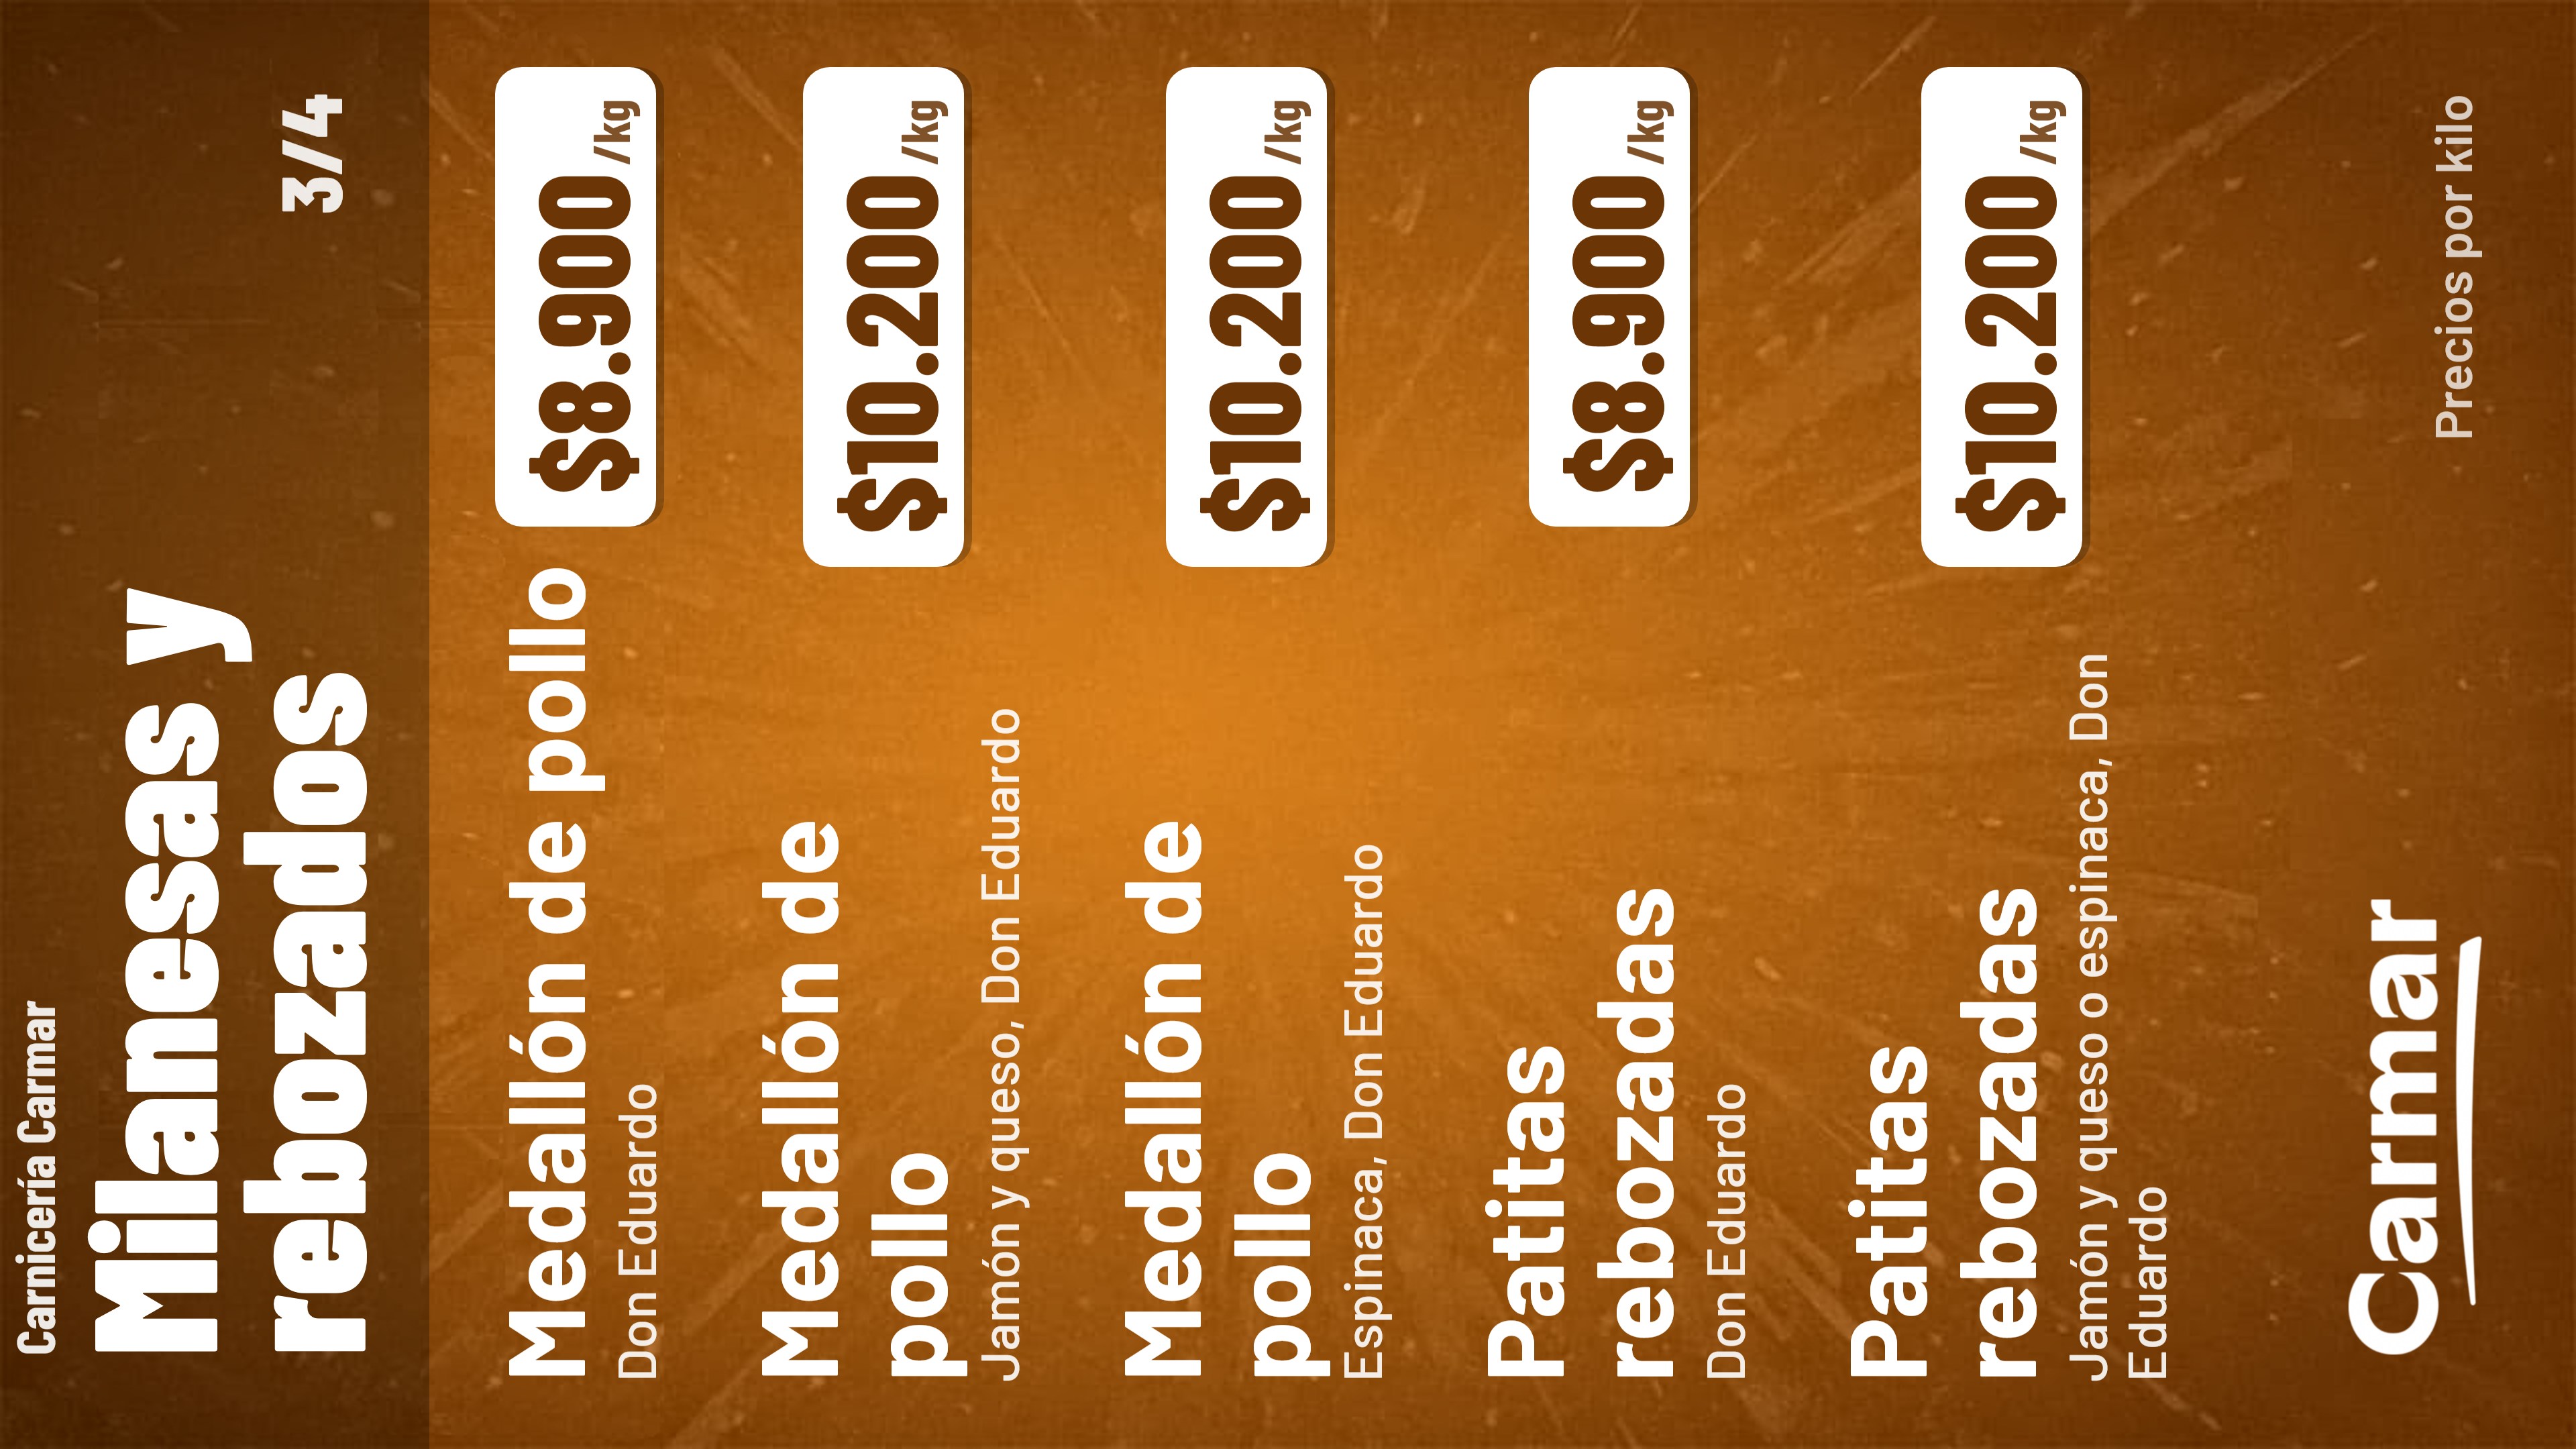 Carnicería Carmar
Milanesas y
rebozados
3/4
Medallón de pollo
Don Eduardo
$8.900/kg
Medallón de
pollo
Jamón y queso, Don Eduardo
$10.200/kg
Medallón de
pollo
Espinaca, Don Eduardo
$10.200/kg
Patitas
rebozadas
Don Eduardo
$8.900/kg
Patitas
rebozadas
Jamón y queso o espinaca, Don
Eduardo
$10.200/kg
Carmar
Precios por kilo